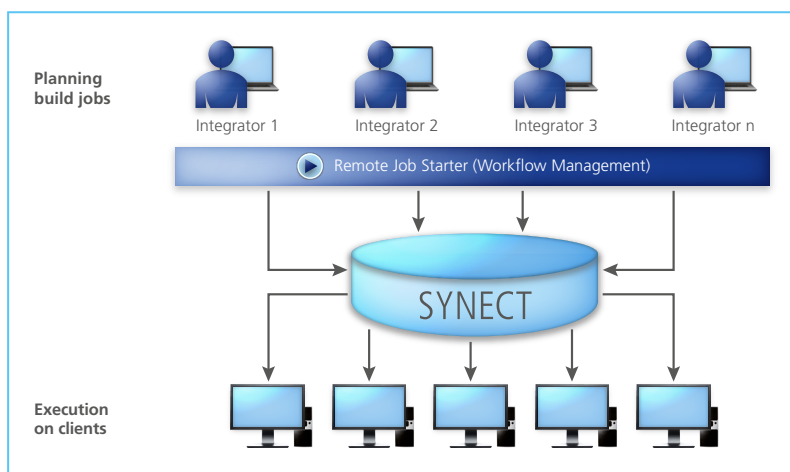 Planning
build jobs
Integrator 1
Integrator 2
Integrator 3
Integrator n
Remote Job Starter (Workflow Management)
SYNECT
Execution
on clients